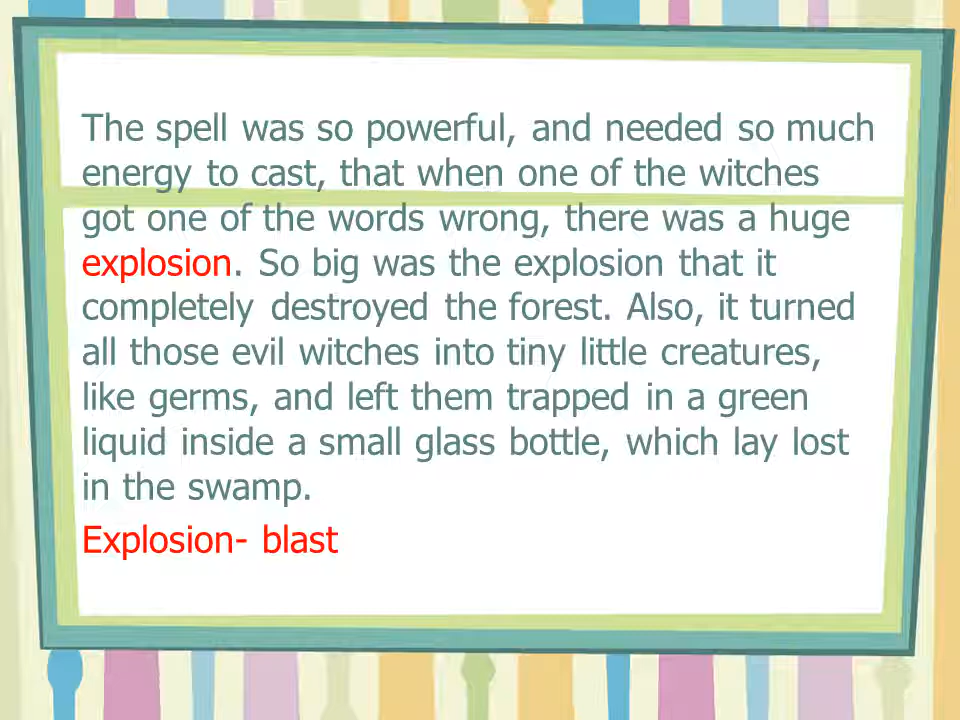 The spell was so powerful, and needed so much
energy to cast, that when one of the witches
got one of the words wrong, there was a huge
explosion. So big was the explosion that it
completely destroyed the forest. Also, it turned
all those evil witches into tiny little creatures,
like germs, and left them trapped in a green
liquid inside a small glass bottle, which lay lost
in the swamp.
Explosion- blast